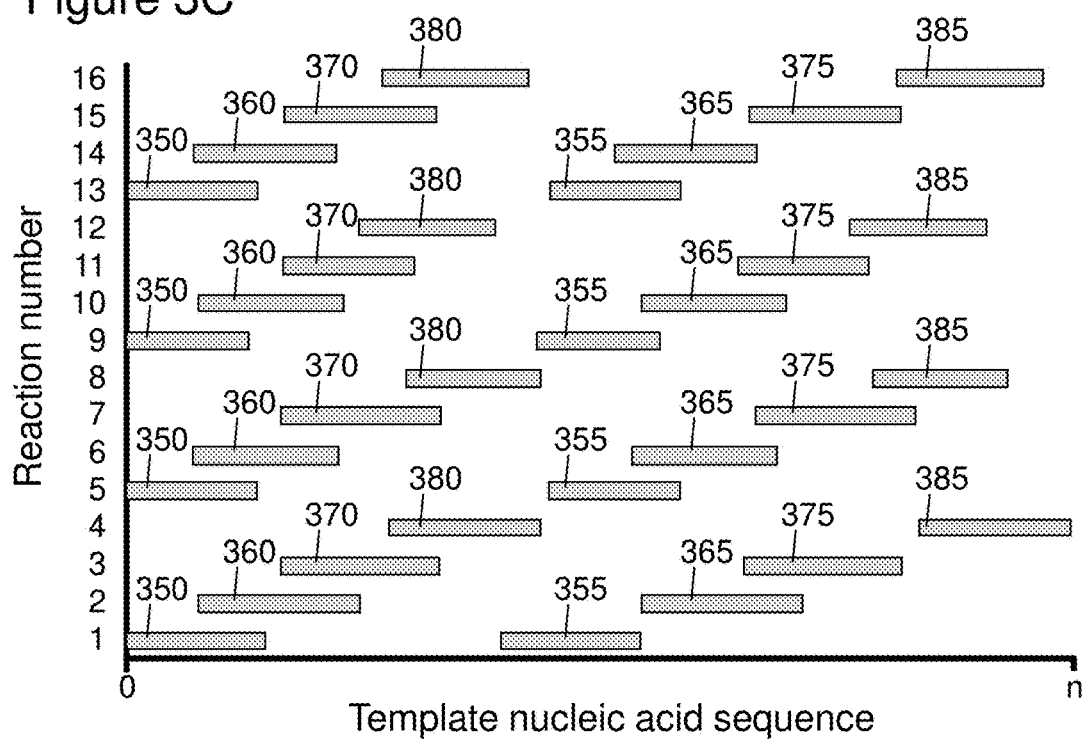 Figure 3C
380 385
16 370 375
15 360 365
14 350 355
13 380 385
12 370 375
11 360 365
10 350 355
9 380 385
8 370 375
7 360 365
6 350 355
5 380 385
4 370 375
3 360 365
2 350 355
1
Reaction number
0 n
Template nucleic acid sequence